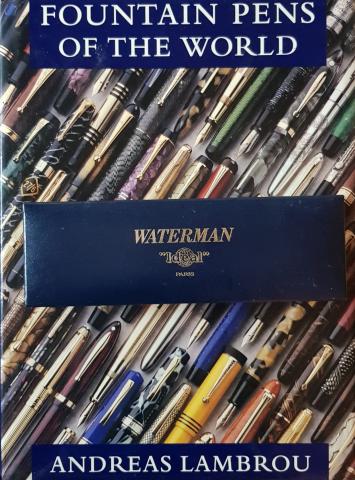 FOUNTAIN PENS
OF THE WORLD
WATERMAN
"Ideal"
PARIS
ANDREAS LAMBROU